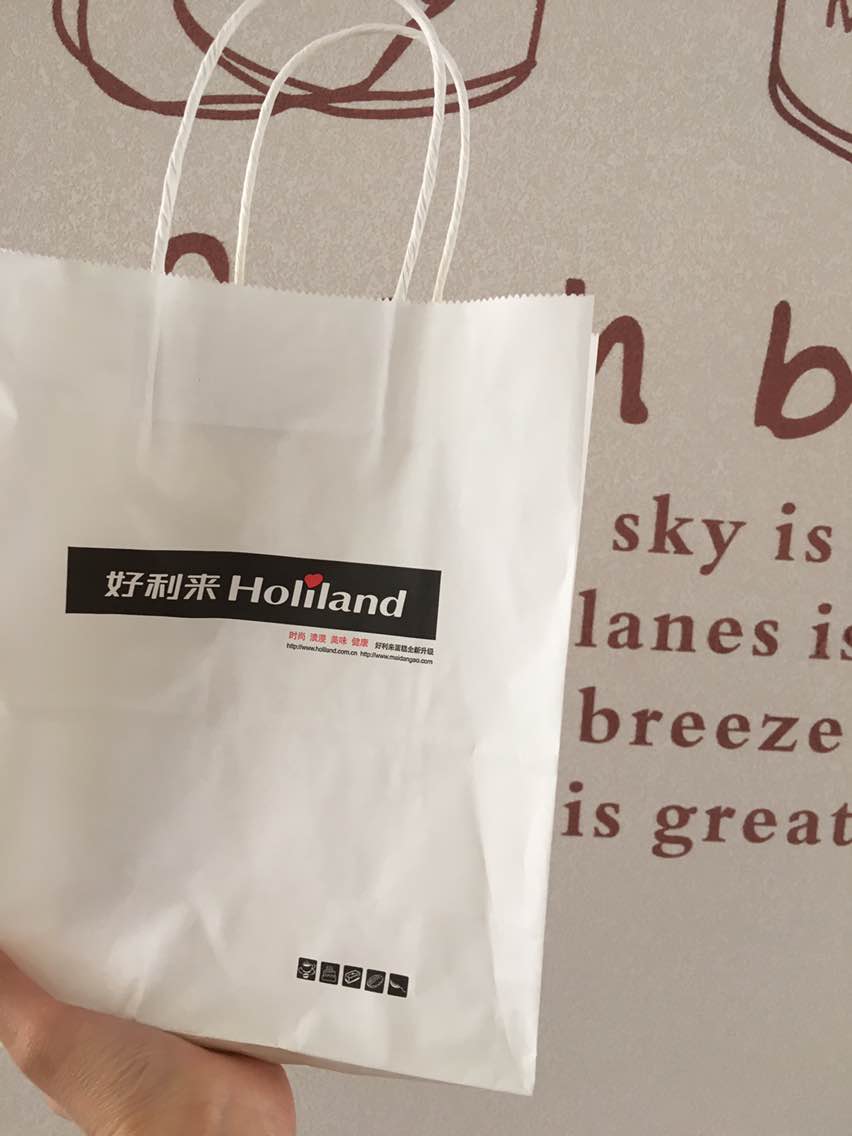 好利来 Holiland
时尚 浪漫 美味 健康 好利来蛋糕全新升级
http://www.holiland.com.cn http://www.maidangao.com
sky is
lanes is
breeze
is great